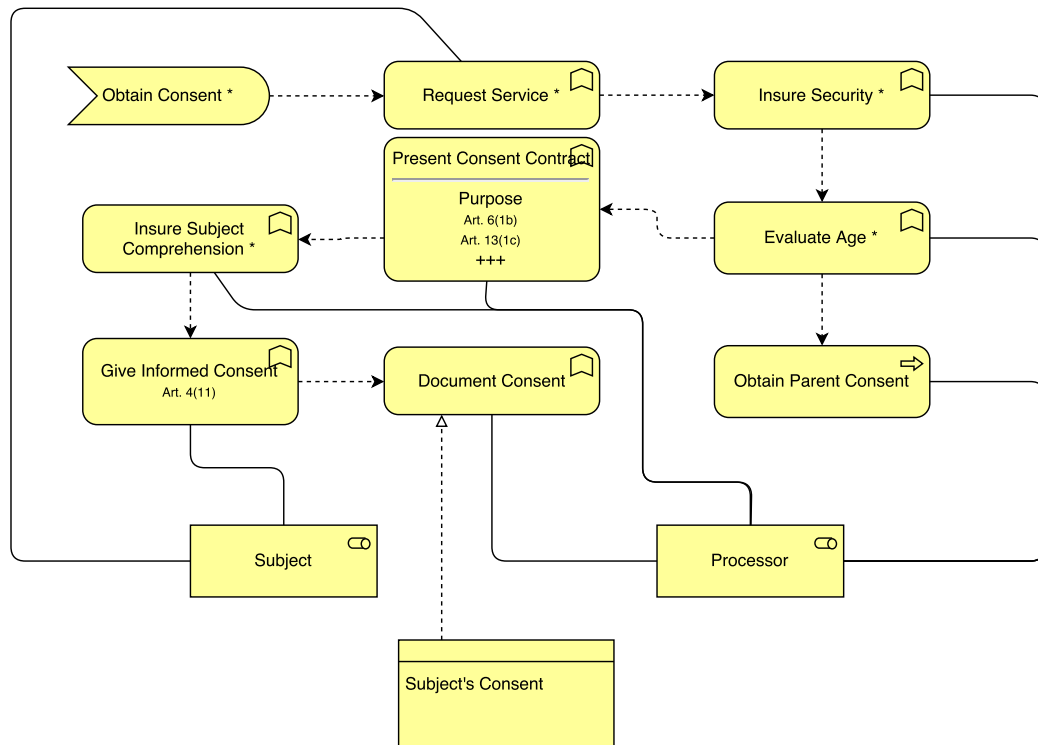 Obtain Consent *
Request Service *
Insure Security *
Present Consent Contract
Purpose
Art. 6(1b)
Art. 13(1c)
+++
Insure Subject
Comprehension *
Evaluate Age *
Give Informed Consent
Art. 4(11)
Document Consent
Obtain Parent Consent
Subject
Processor
Subject's Consent